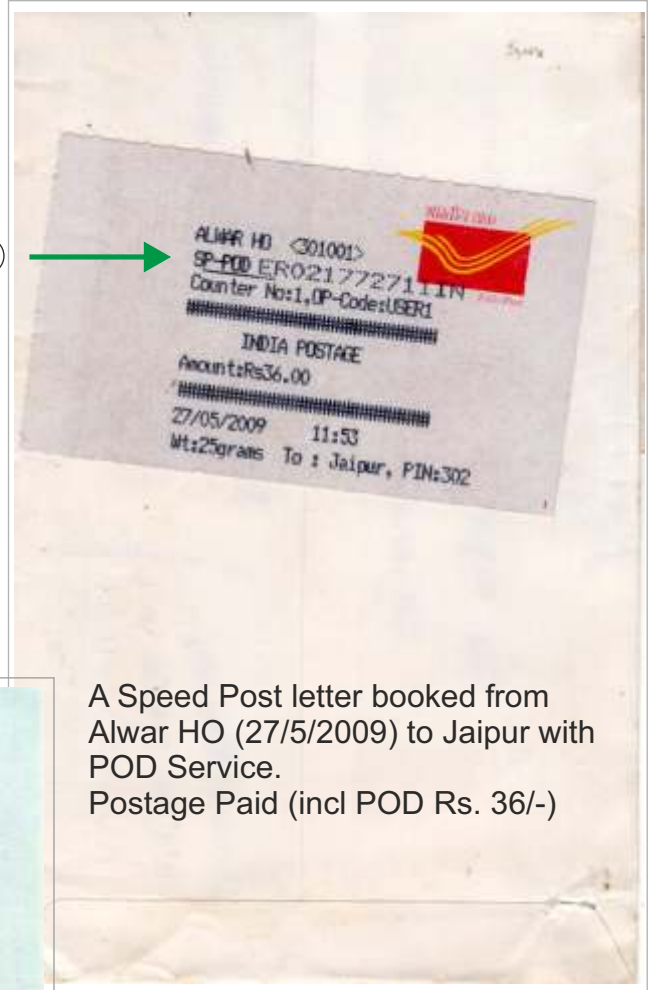 ALWAR HO <301001>
SP-POD ER021772711IN
Counter No:1,OP-Code:USER1
INDIA POSTAGE
Amount:Rs36.00
27/05/2009 11:53
Wt:25grams To : Jaipur, PIN:302
A Speed Post letter booked from
Alwar HO (27/5/2009) to Jaipur with
POD Service.
Postage Paid (incl POD Rs. 36/-)